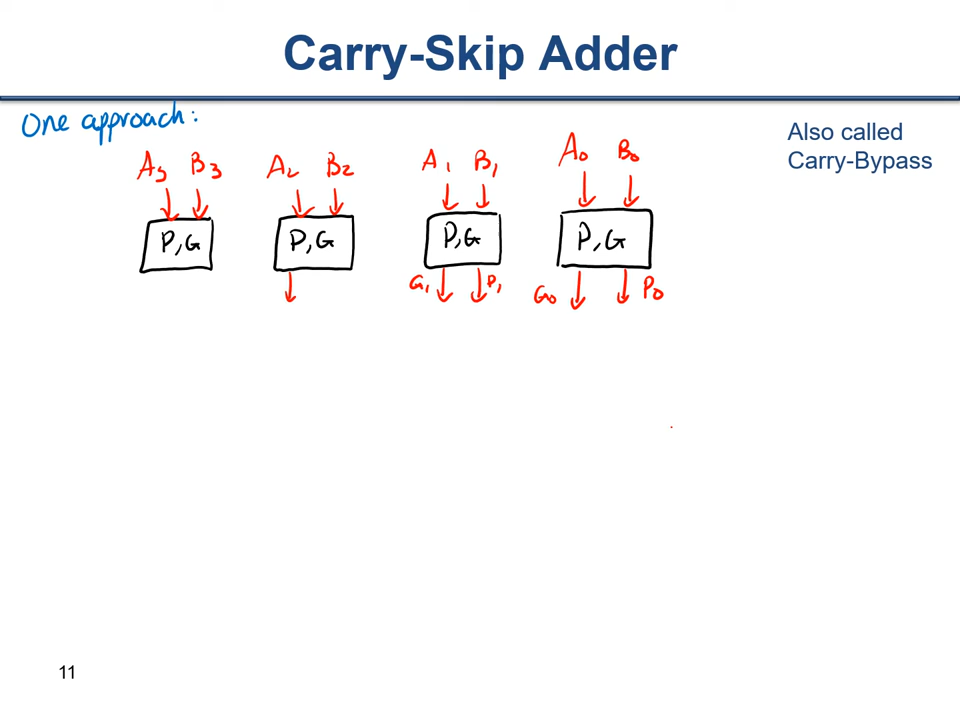 Carry-Skip Adder
One approach:
Also called
Carry-Bypass
A3 B3 A2 B2 A1 B1 A0 B0
P,G P,G P,G P,G
G1 P1 G0 P0
11